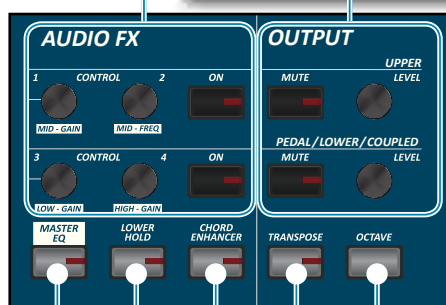 AUDIO FX
OUTPUT
UPPER
1 CONTROL 2 ON
MUTE LEVEL
MID - GAIN MID - FREQ
PEDAL/LOWER/COUPLED
3 CONTROL 4 ON
MUTE LEVEL
LOW - GAIN HIGH - GAIN
MASTER EQ
LOWER HOLD
CHORD ENHANCER
TRANSPOSE
OCTAVE